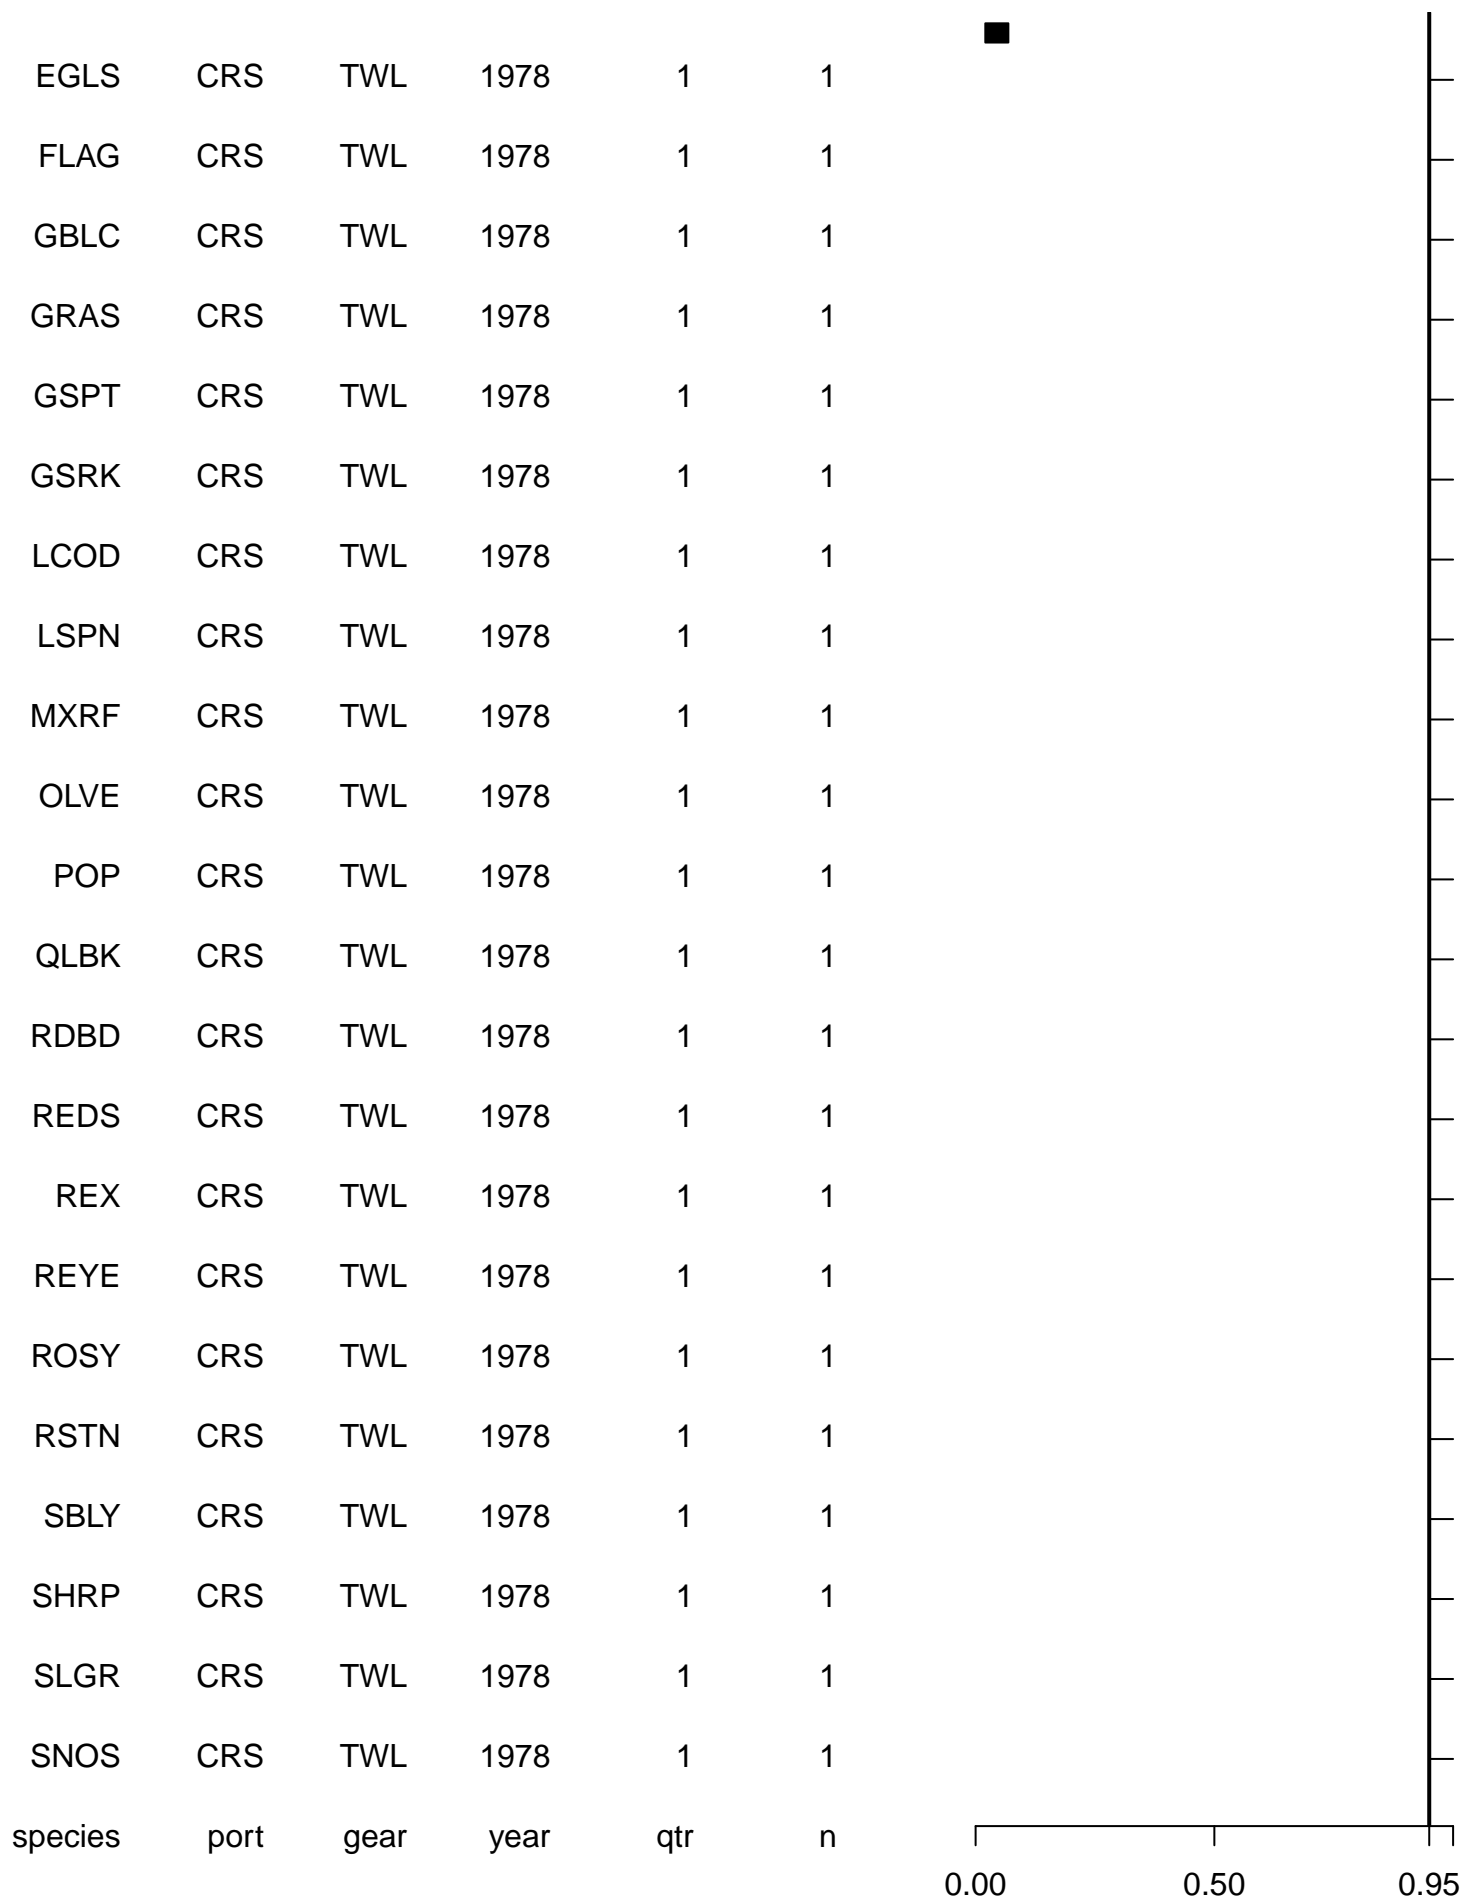 EGLS CRS TWL 1978 1 1
FLAG CRS TWL 1978 1 1
GBLC CRS TWL 1978 1 1
GRAS CRS TWL 1978 1 1
GSPT CRS TWL 1978 1 1
GSRK CRS TWL 1978 1 1
LCOD CRS TWL 1978 1 1
LSPN CRS TWL 1978 1 1
MXRF CRS TWL 1978 1 1
OLVE CRS TWL 1978 1 1
POP CRS TWL 1978 1 1
QLBK CRS TWL 1978 1 1
RDBD CRS TWL 1978 1 1
REDS CRS TWL 1978 1 1
REX CRS TWL 1978 1 1
REYE CRS TWL 1978 1 1
ROSY CRS TWL 1978 1 1
RSTN CRS TWL 1978 1 1
SBLY CRS TWL 1978 1 1
SHRP CRS TWL 1978 1 1
SLGR CRS TWL 1978 1 1
SNOS CRS TWL 1978 1 1
species port gear year qtr n
0.00 0.50 0.95